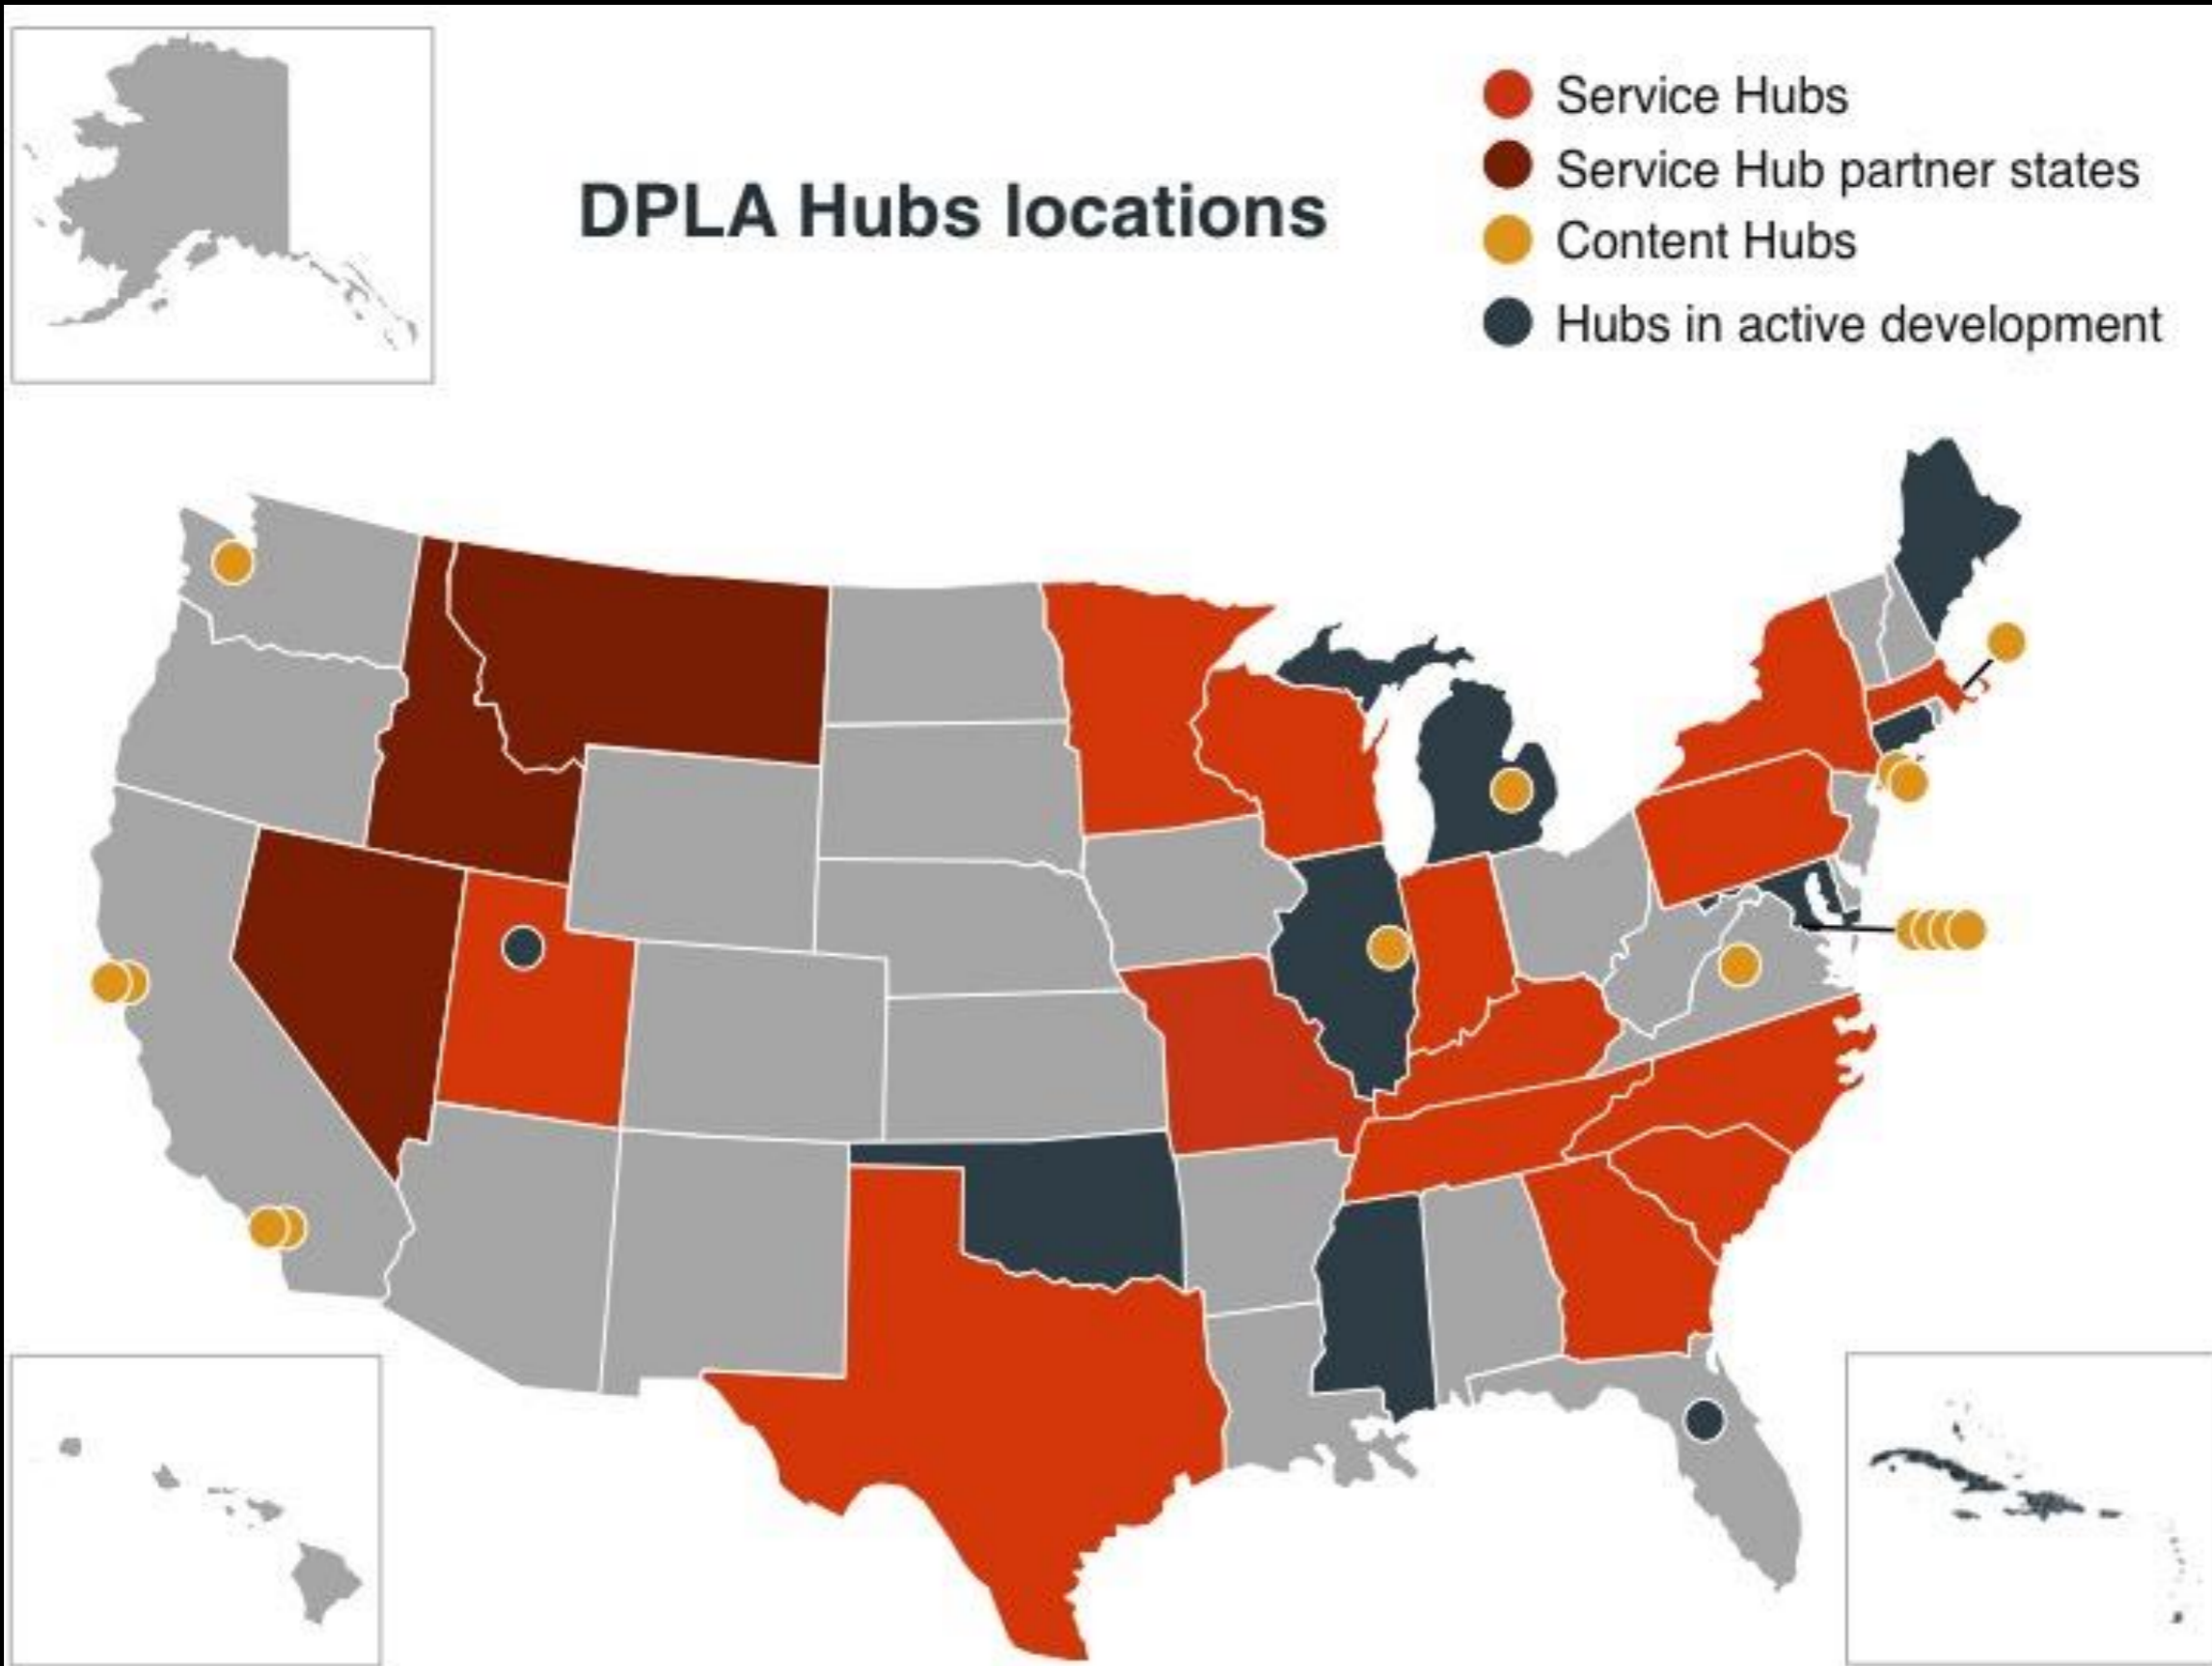 DPLA Hubs locations
Service Hubs
Service Hub partner states
Content Hubs
Hubs in active development